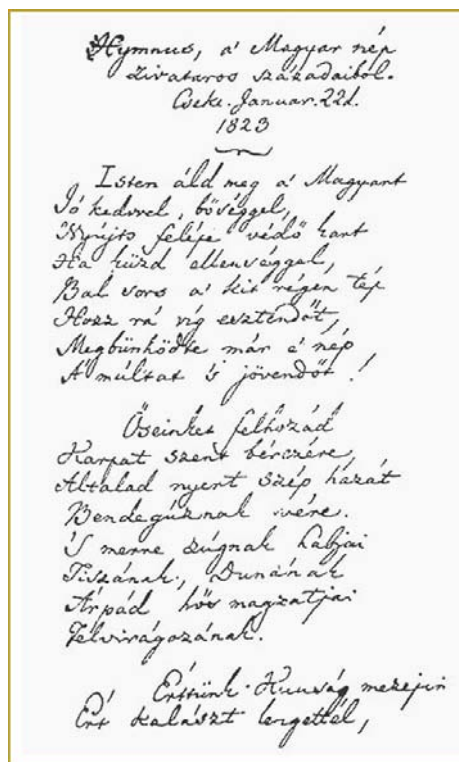 Hymnus, a' Magyar nép
zivataros századaiból.
Cseke. Januar. 22d.
1823
Isten áld meg a' Magyart
Jó kedvvel, bőséggel,
Nyújts feléje védő kart
Ha küzd ellenséggel,
Bal sors a' kit régen tép
Hozz rá víg esztendőt,
Megbünhödte már e' nép
A' múltat 's jövendőt!
Őseinket felhozád
Kárpát szent bérczére,
Általad nyert szép hazát
Bendegúznak vére.
'S merre zúgnak habjai
Tiszának, Dunának
Árpád hős magzatjai
Felvirágozának.
Értünk Kunság mezejin
Ért kalászt lengettél,